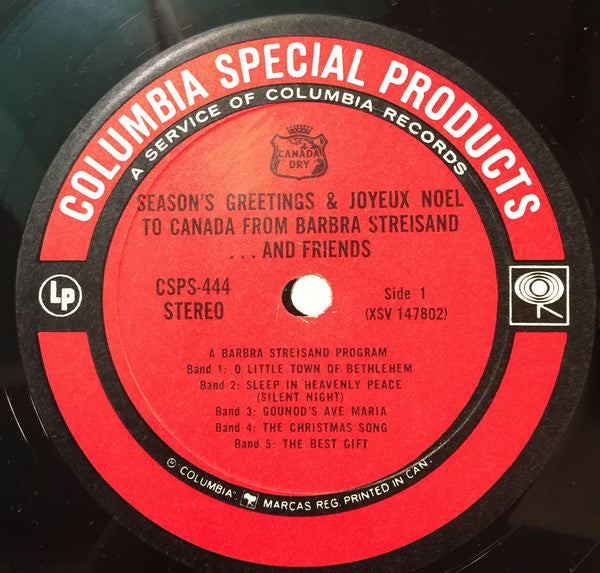 COLUMBIA SPECIAL PRODUCTS
A SERVICE OF COLUMBIA RECORDS
CANADA
DRY
SEASON'S GREETINGS & JOYEUX NOEL
TO CANADA FROM BARBRA STREISAND
...AND FRIENDS
CSPS-444
STEREO
Side 1
(XSV 147802)
LP
A BARBRA STREISAND PROGRAM
Band 1: O LITTLE TOWN OF BETHLEHEM
Band 2: SLEEP IN HEAVENLY PEACE
(SILENT NIGHT)
Band 3: GOUNOD'S AVE MARIA
Band 4: THE CHRISTMAS SONG
Band 5: THE BEST GIFT
© COLUMBIA MARCAS REG. PRINTED IN CAN.